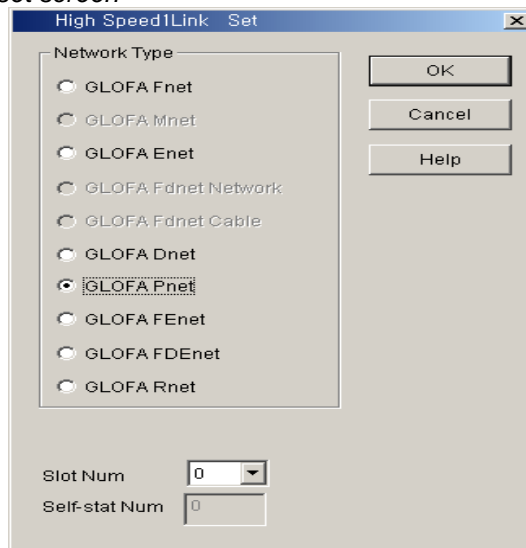 High Speed1Link Set
Network Type
GLOFA Fnet
GLOFA Mnet
GLOFA Enet
GLOFA Fdnet Network
GLOFA Fdnet Cable
GLOFA Dnet
GLOFA Pnet
GLOFA FEnet
GLOFA FDEnet
GLOFA Rnet
OK
Cancel
Help
Slot Num 0
Self-stat Num 0